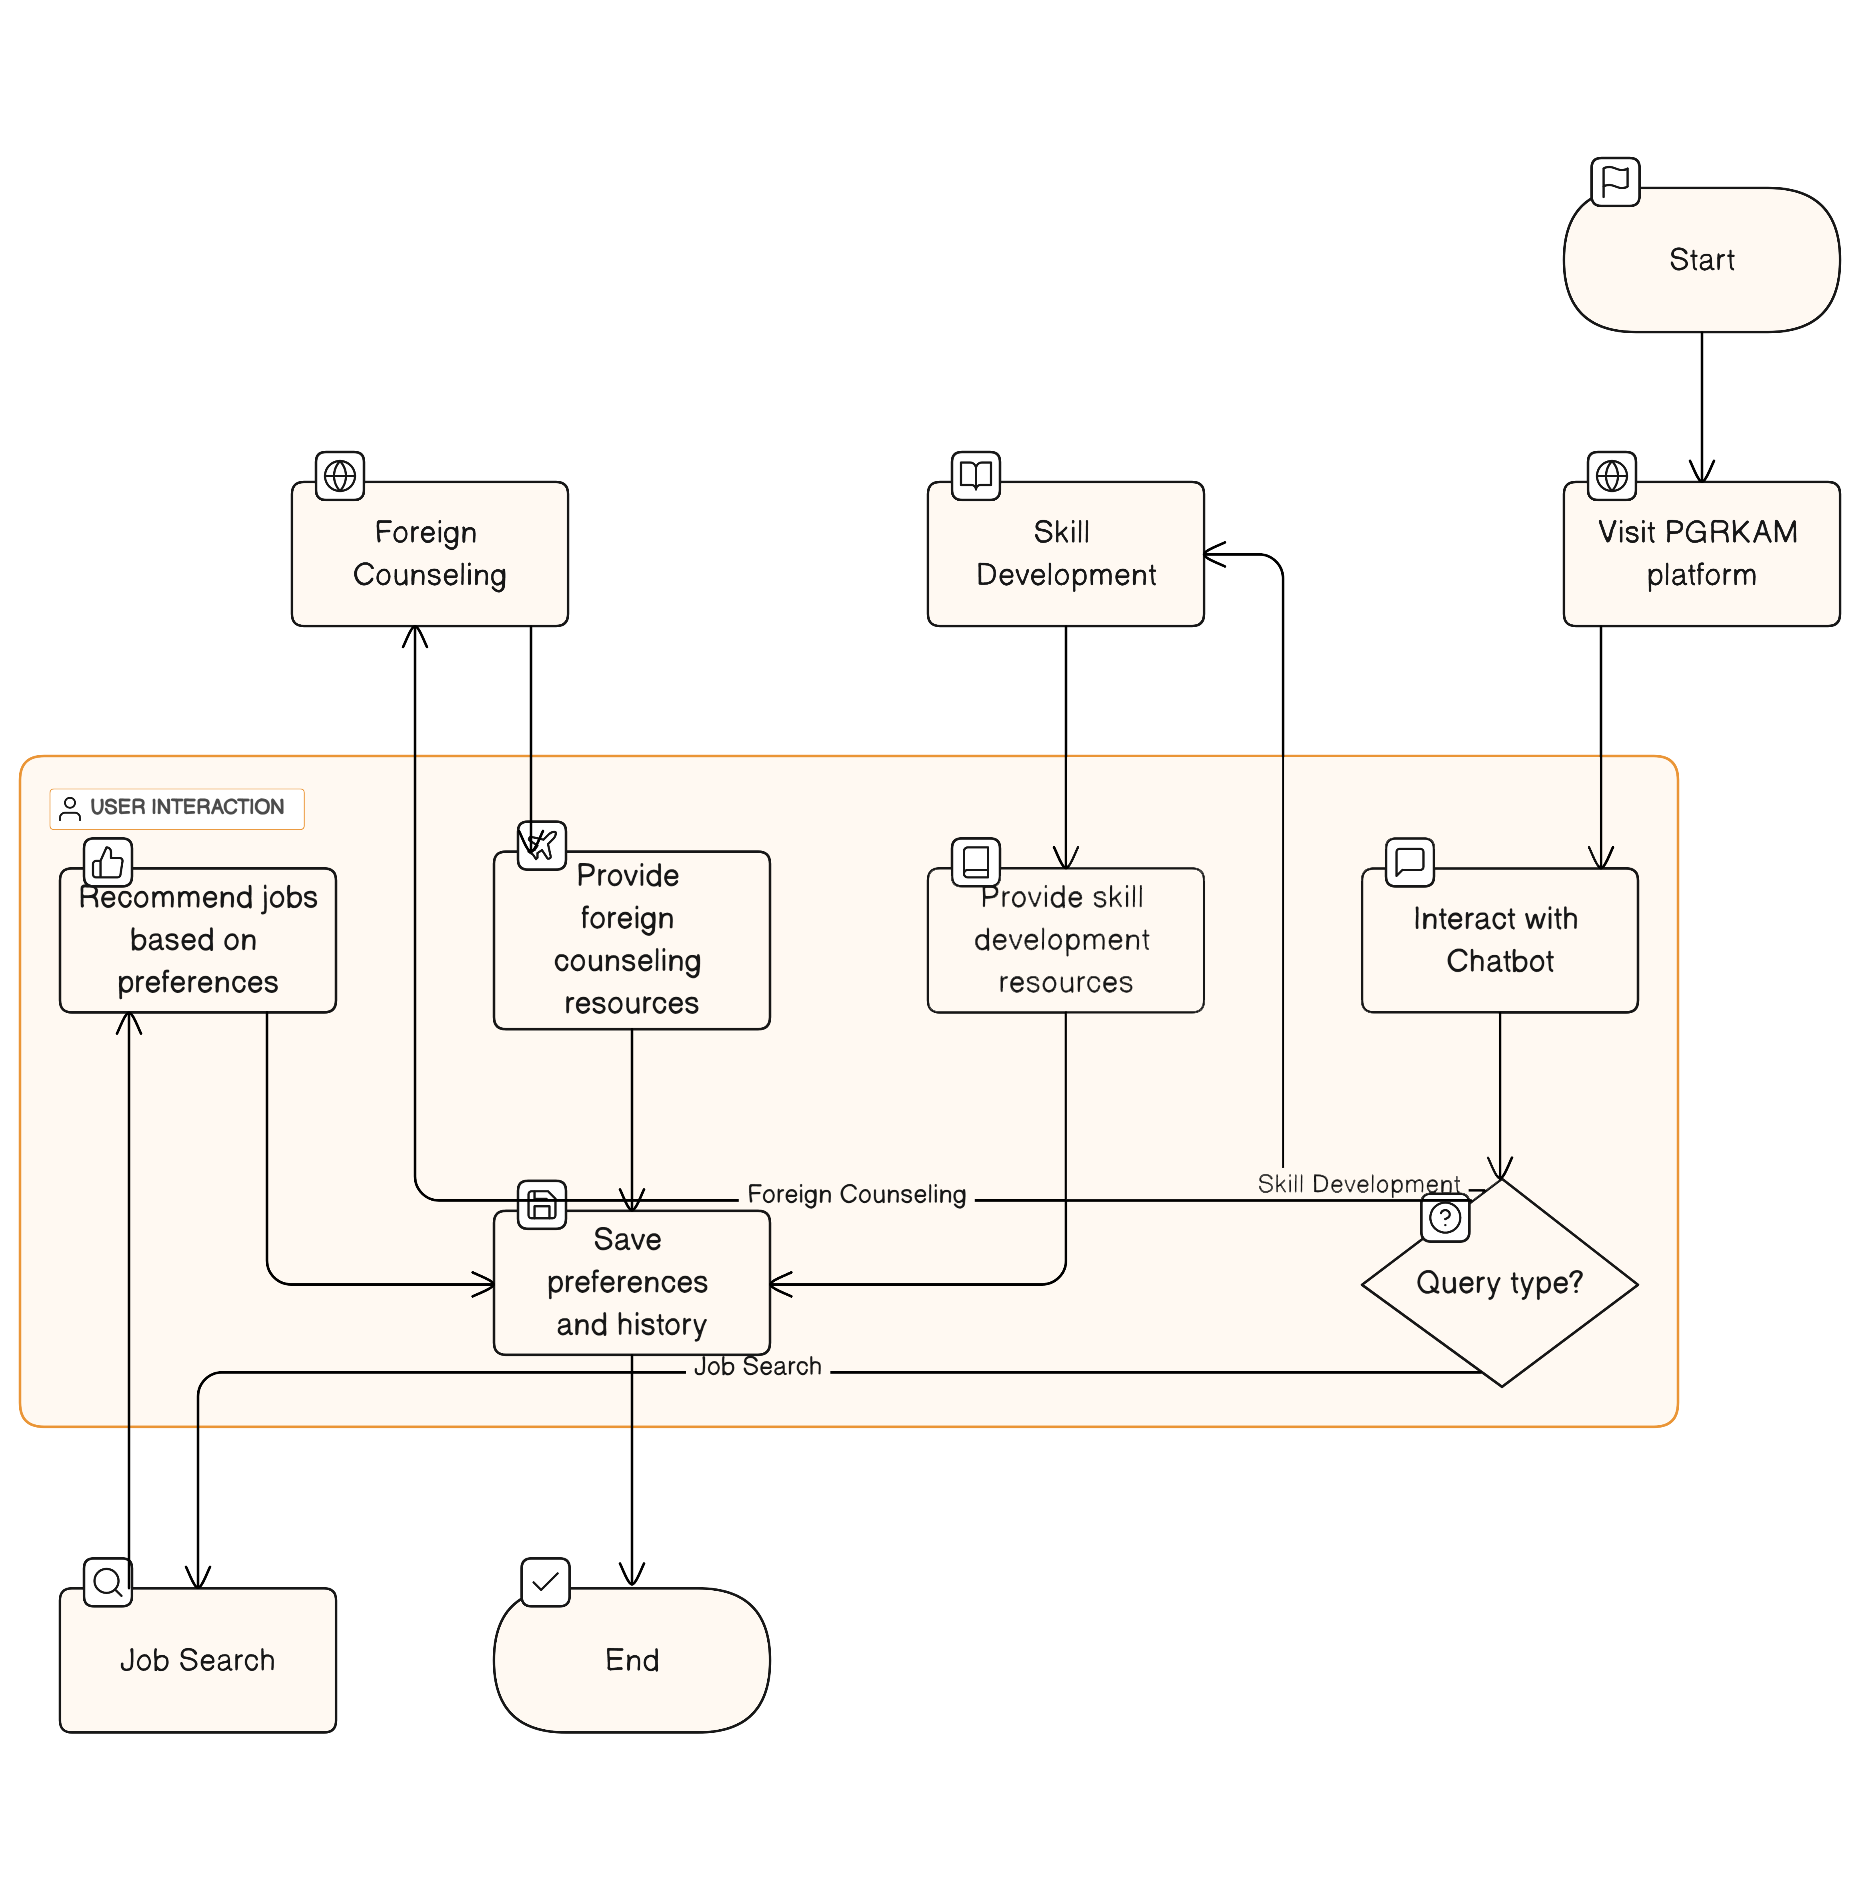 Start
Foreign
Counseling
Skill
Development
Visit PGRKAM
platform
USER INTERACTION
Recommend jobs
based on
preferences
Provide
foreign
counseling
resources
Provide skill
development
resources
Interact with
Chatbot
Foreign Counseling
Skill Development
Save
preferences
and history
Query type?
Job Search
Job Search
End